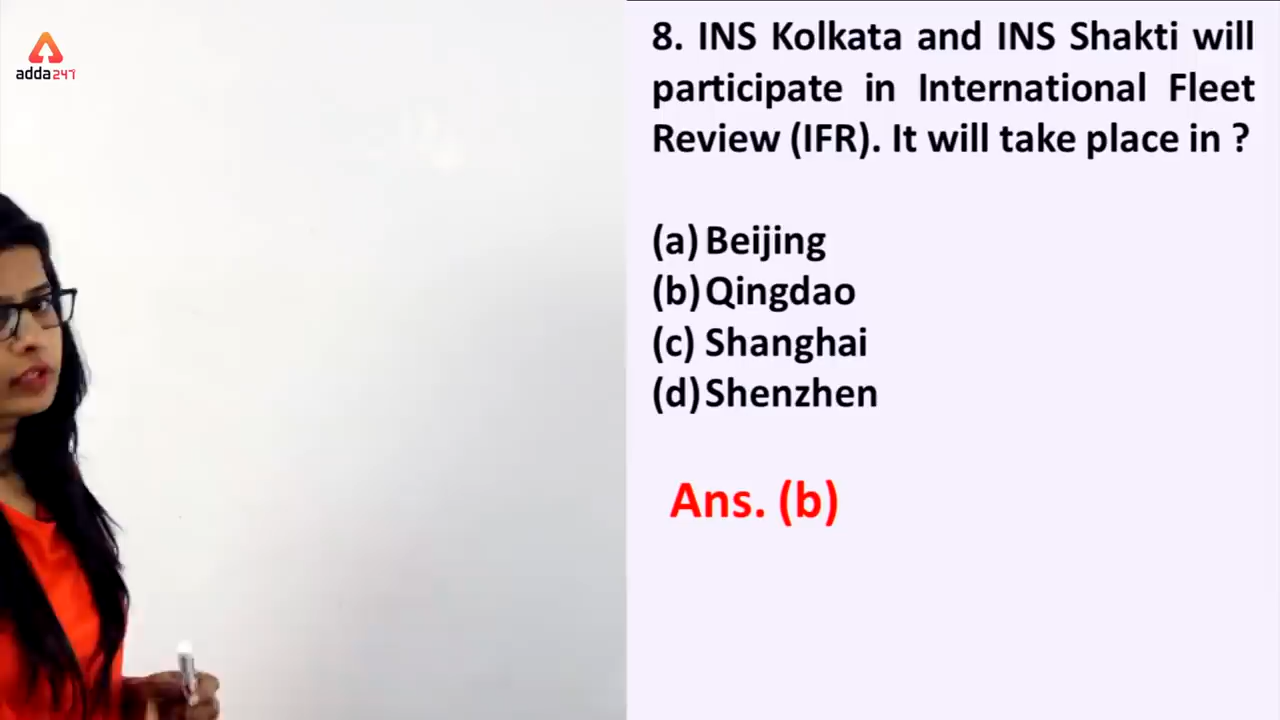 adda247
8. INS Kolkata and INS Shakti will
participate in International Fleet
Review (IFR). It will take place in ?
(a) Beijing
(b) Qingdao
(c) Shanghai
(d) Shenzhen
Ans. (b)